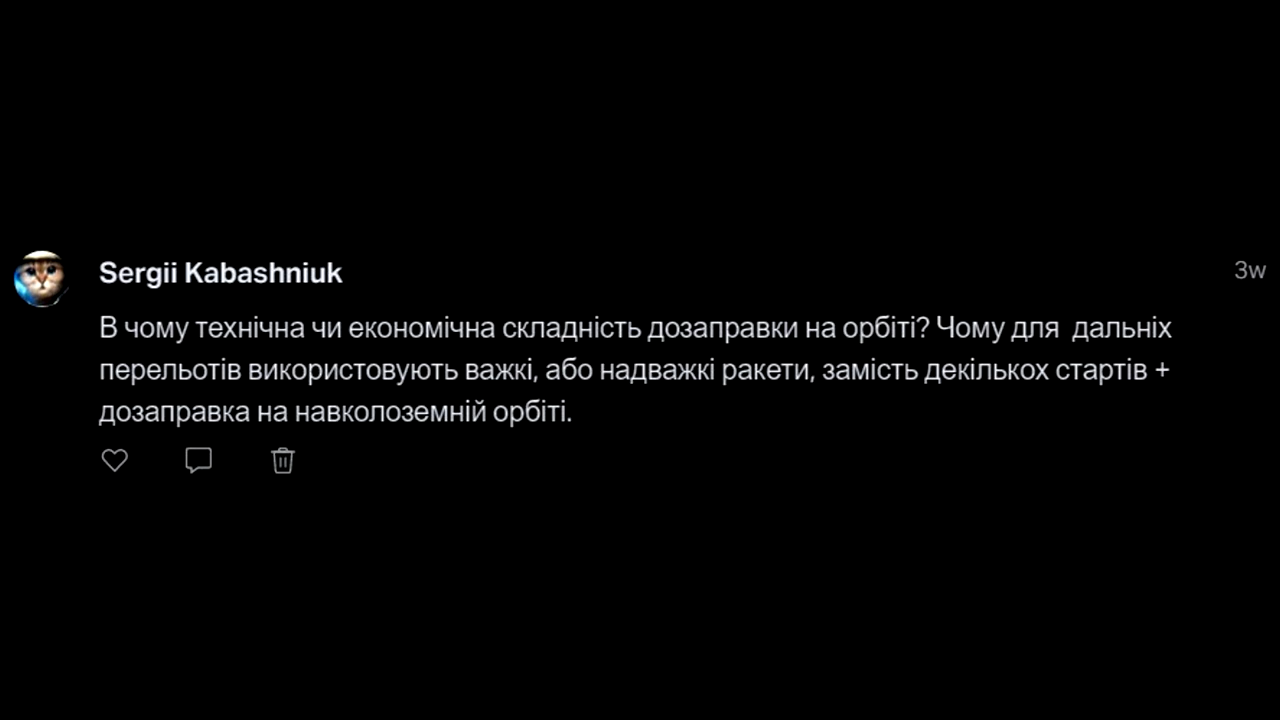 Sergii Kabashniuk
3w
В чому технічна чи економічна складність дозаправки на орбіті? Чому для  дальніх
перельотів використовують важкі, або надважкі ракети, замість декількох стартів +
дозаправка на навколоземній орбіті.